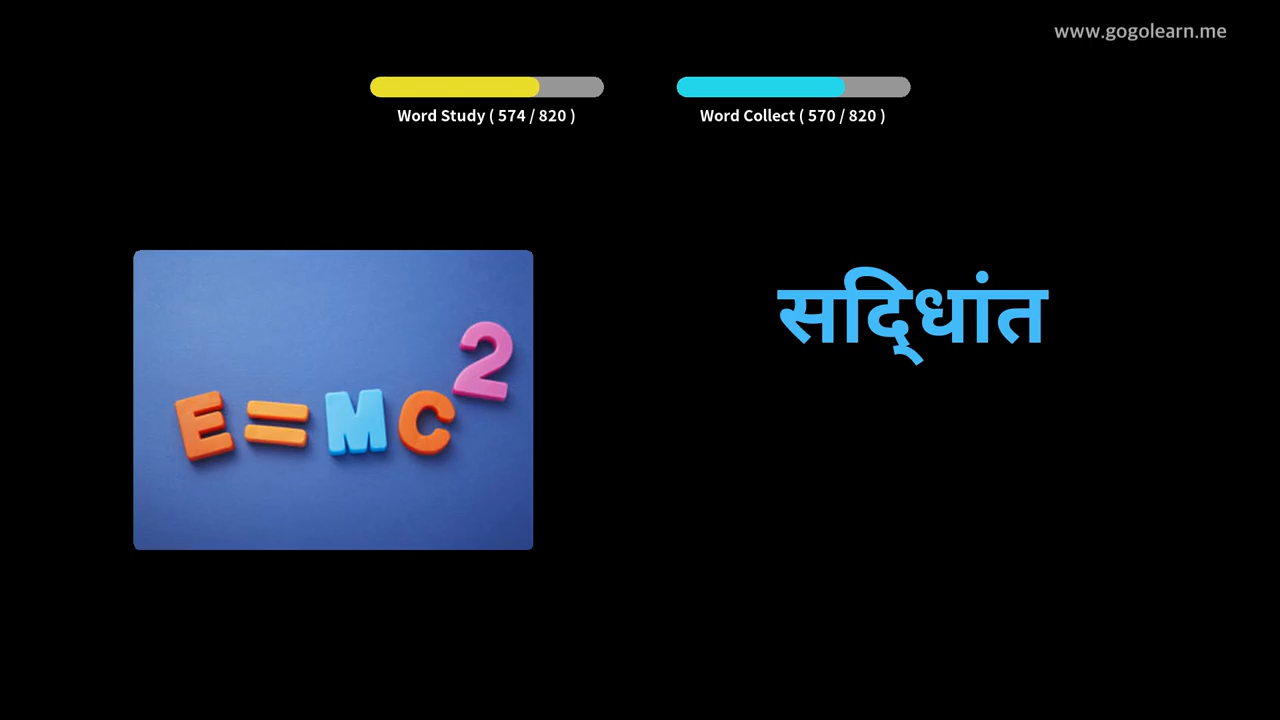 www.gogolearn.me
Word Study ( 574 / 820 )
Word Collect ( 570 / 820 )
E=MC²
सद्धिांत